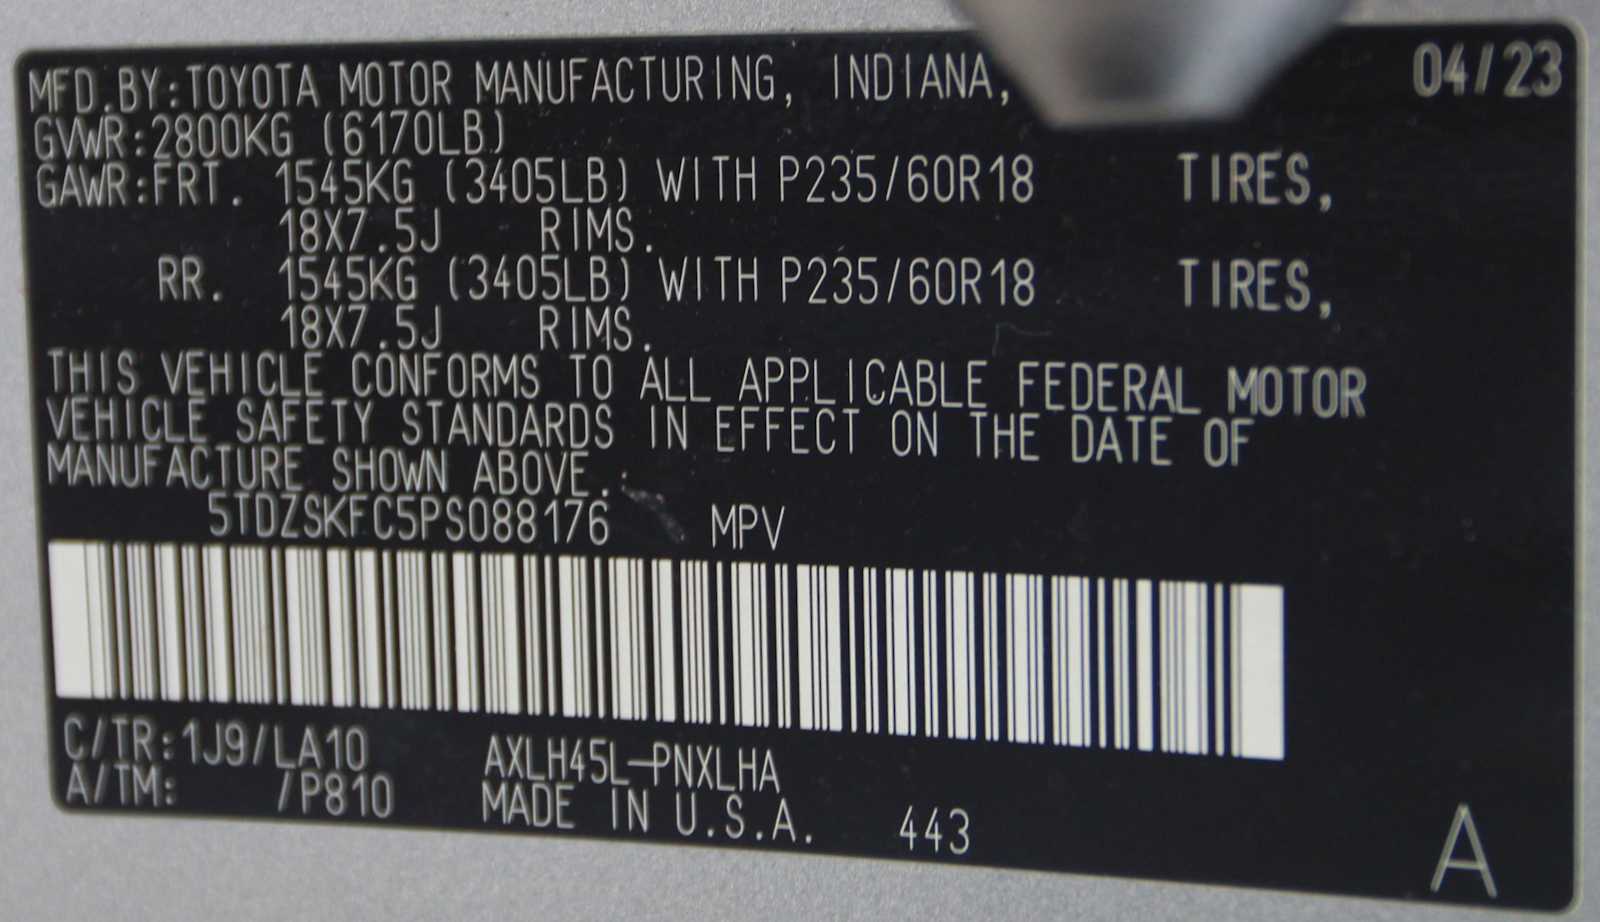 MFD.BY:TOYOTA MOTOR MANUFACTURING, INDIANA, 04/23
GVWR:2800KG (6170LB)
GAWR:FRT. 1545KG (3405LB) WITH P235/60R18 TIRES,
18X7.5J RIMS.
RR. 1545KG (3405LB) WITH P235/60R18 TIRES,
18X7.5J RIMS.
THIS VEHICLE CONFORMS TO ALL APPLICABLE FEDERAL MOTOR
VEHICLE SAFETY STANDARDS IN EFFECT ON THE DATE OF
MANUFACTURE SHOWN ABOVE.
5TDZSKFC5PS088176 MPV
C/TR:1J9/LA10 AXLH45L-PNXLHA
A/TM: /P810 MADE IN U.S.A. 443
A